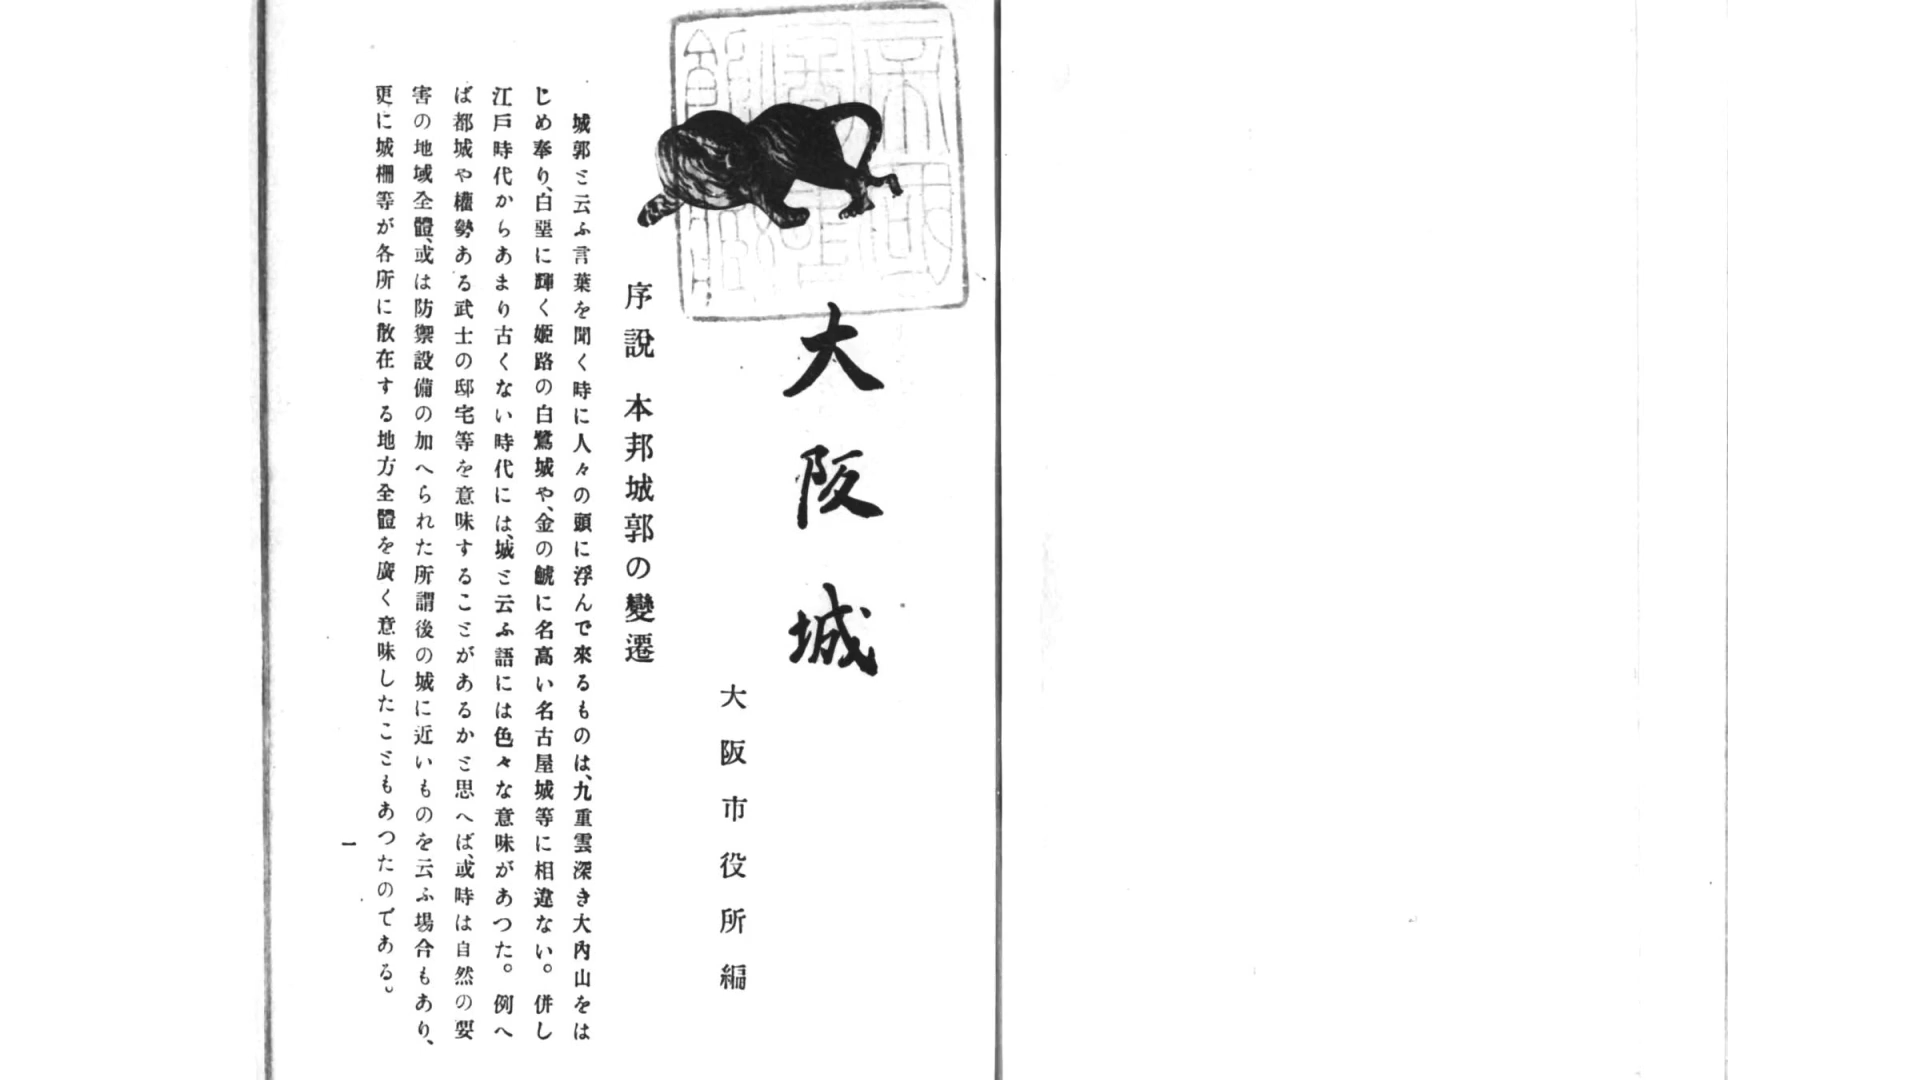 大阪城
大阪市役所編
序説 本邦城郭の變遷
城郭と云ふ言葉を聞く時に人々の頭に浮んで來るものは、九重雲深き大内山をは
じめ奉り、白堊に輝く姫路の白鷺城や、金の鯱に名高い名古屋城等に相違ない。併し
江戸時代からあまり古くない時代には、城と云ふ語には色々な意味があつた。例へ
ば都城や權勢ある武士の邸宅等を意味することがあるかと思へば、或時は自然の要
害の地域全體、或は防禦設備の加へられた所謂後の城に近いものを云ふ場合もあり、
更に城柵等が各所に散在する地方全體を廣く意味したこともあつたのである。
一